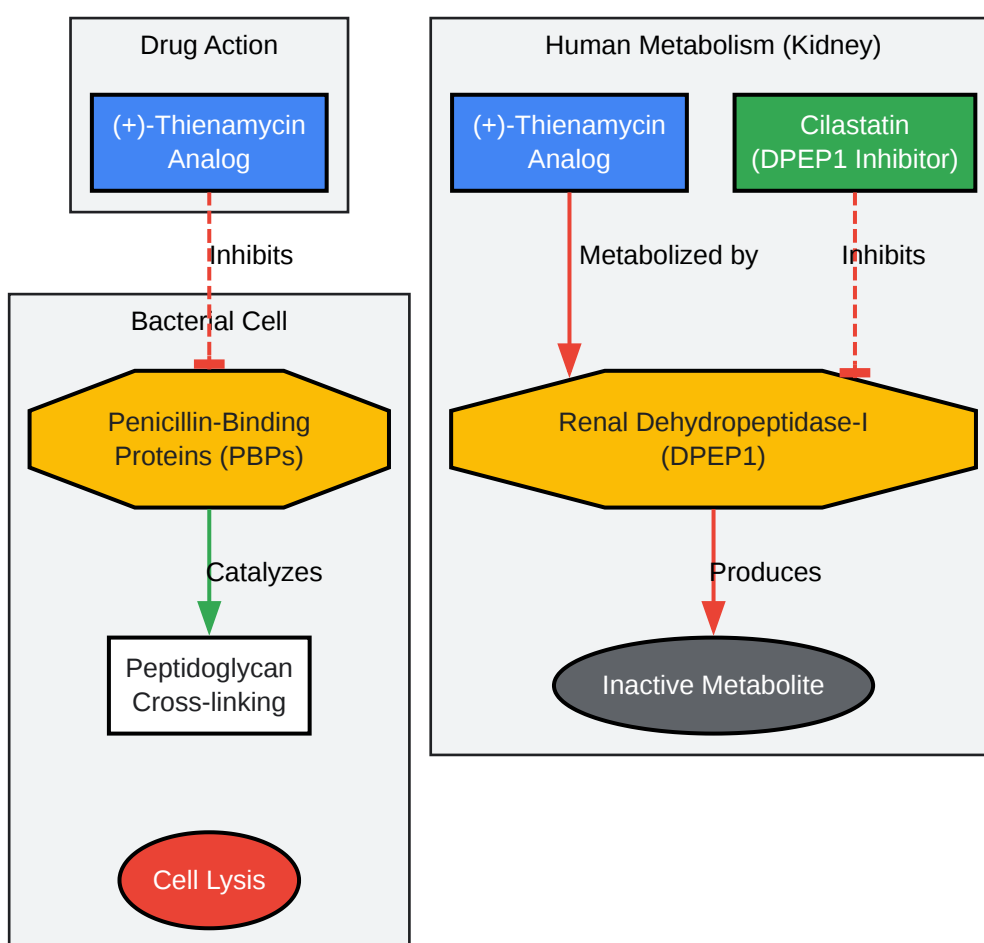 Drug Action
(+)-Thienamycin
Analog
Inhibits
Bacterial Cell
Penicillin-Binding
Proteins (PBPs)
Catalyzes
Peptidoglycan
Cross-linking
Cell Lysis
Human Metabolism (Kidney)
(+)-Thienamycin
Analog
Cilastatin
(DPEP1 Inhibitor)
Metabolized by
Inhibits
Renal Dehydropeptidase-I
(DPEP1)
Produces
Inactive Metabolite